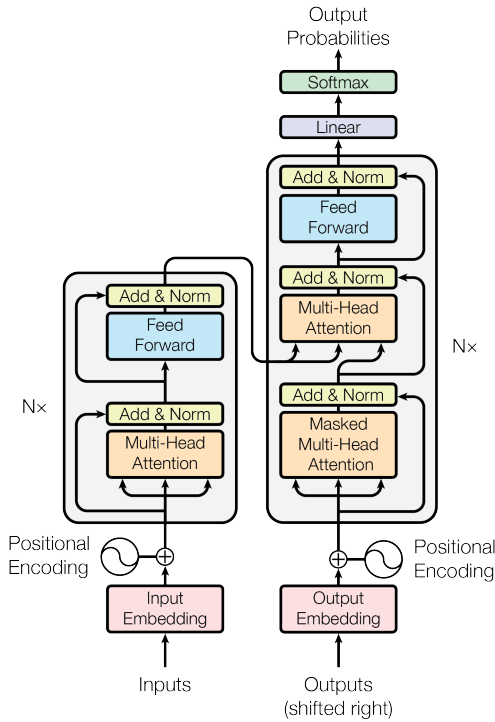 Output
Probabilities
Softmax
Linear
Add & Norm
Feed
Forward
Add & Norm
Multi-Head
Attention
Add & Norm
Masked
Multi-Head
Attention
N×
Add & Norm
Feed
Forward
Add & Norm
Multi-Head
Attention
N×
Positional
Encoding
Positional
Encoding
Input
Embedding
Output
Embedding
Inputs
Outputs
(shifted right)